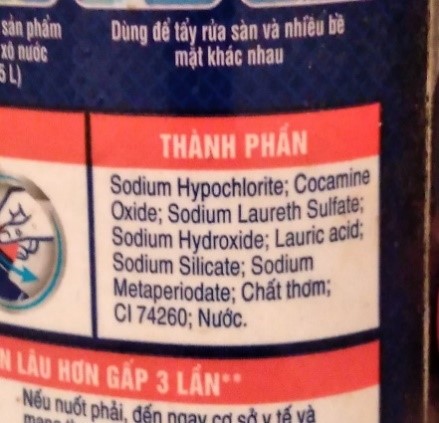 sản phẩm
xô nước
5 L)
Dùng để tẩy rửa sàn và nhiều bề
mặt khác nhau
THÀNH PHẦN
Sodium Hypochlorite; Cocamine
Oxide; Sodium Laureth Sulfate;
Sodium Hydroxide; Lauric acid;
Sodium Silicate; Sodium
Metaperiodate; Chất thơm;
CI 74260; Nước.
N LÂU HƠN GẤP 3 LẦN**
Nếu nuốt phải, đến ngay cơ sở y tế và